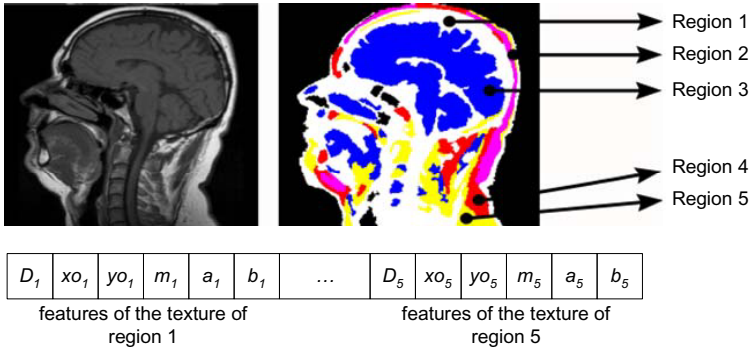 Region 1
Region 2
Region 3
Region 4
Region 5
D1 xo1 yo1 m1 a1 b1 ... D5 xo5 yo5 m5 a5 b5
features of the texture of
region 1
features of the texture of
region 5